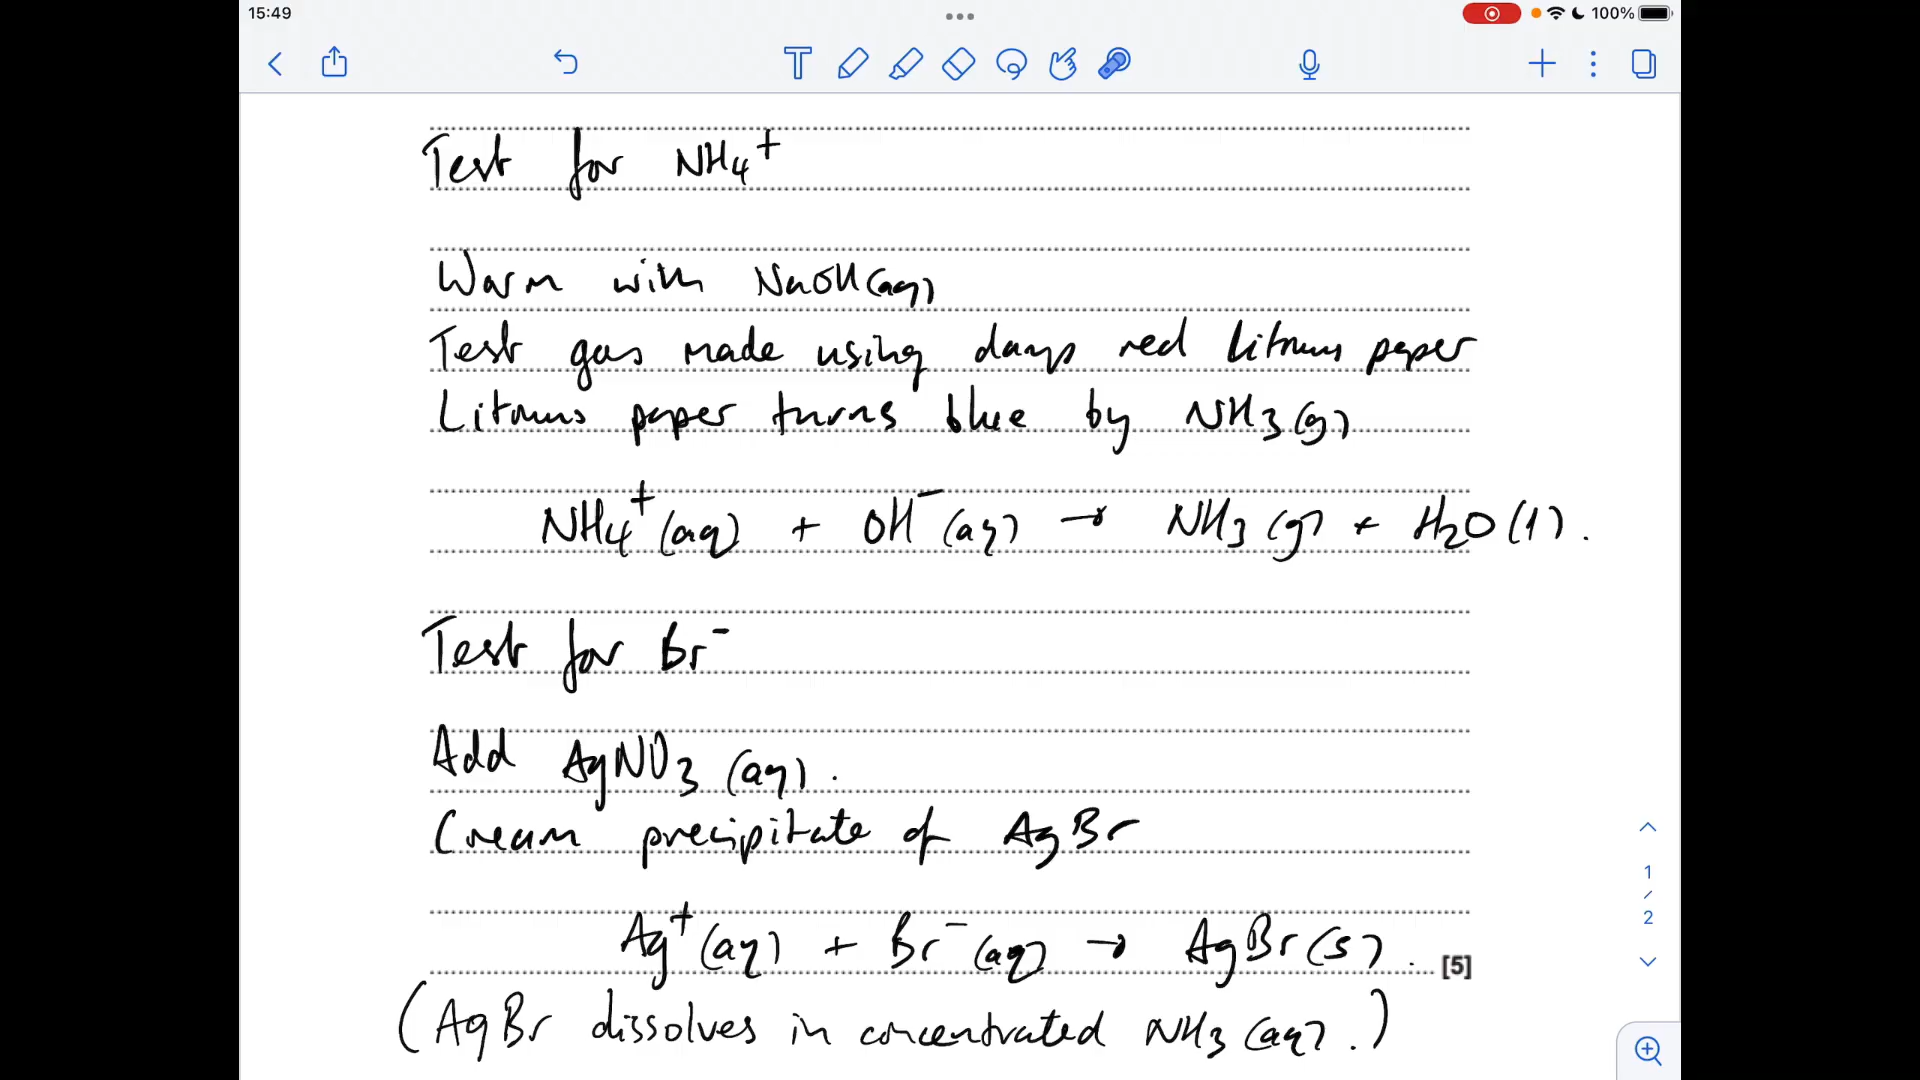 15:49
100%
Test for NH4+
Warm with NaOH(aq)
Test gas made using damp red litmus paper
Litmus paper turns blue by NH3(g)
NH4+(aq) + OH-(aq) → NH3(g) + H2O(l).
Test for Br-
Add AgNO3(aq).
Cream precipitate of AgBr
Ag+(aq) + Br-(aq) → AgBr(s). [5]
(AgBr dissolves in concentrated NH3(aq).)
1
/
2